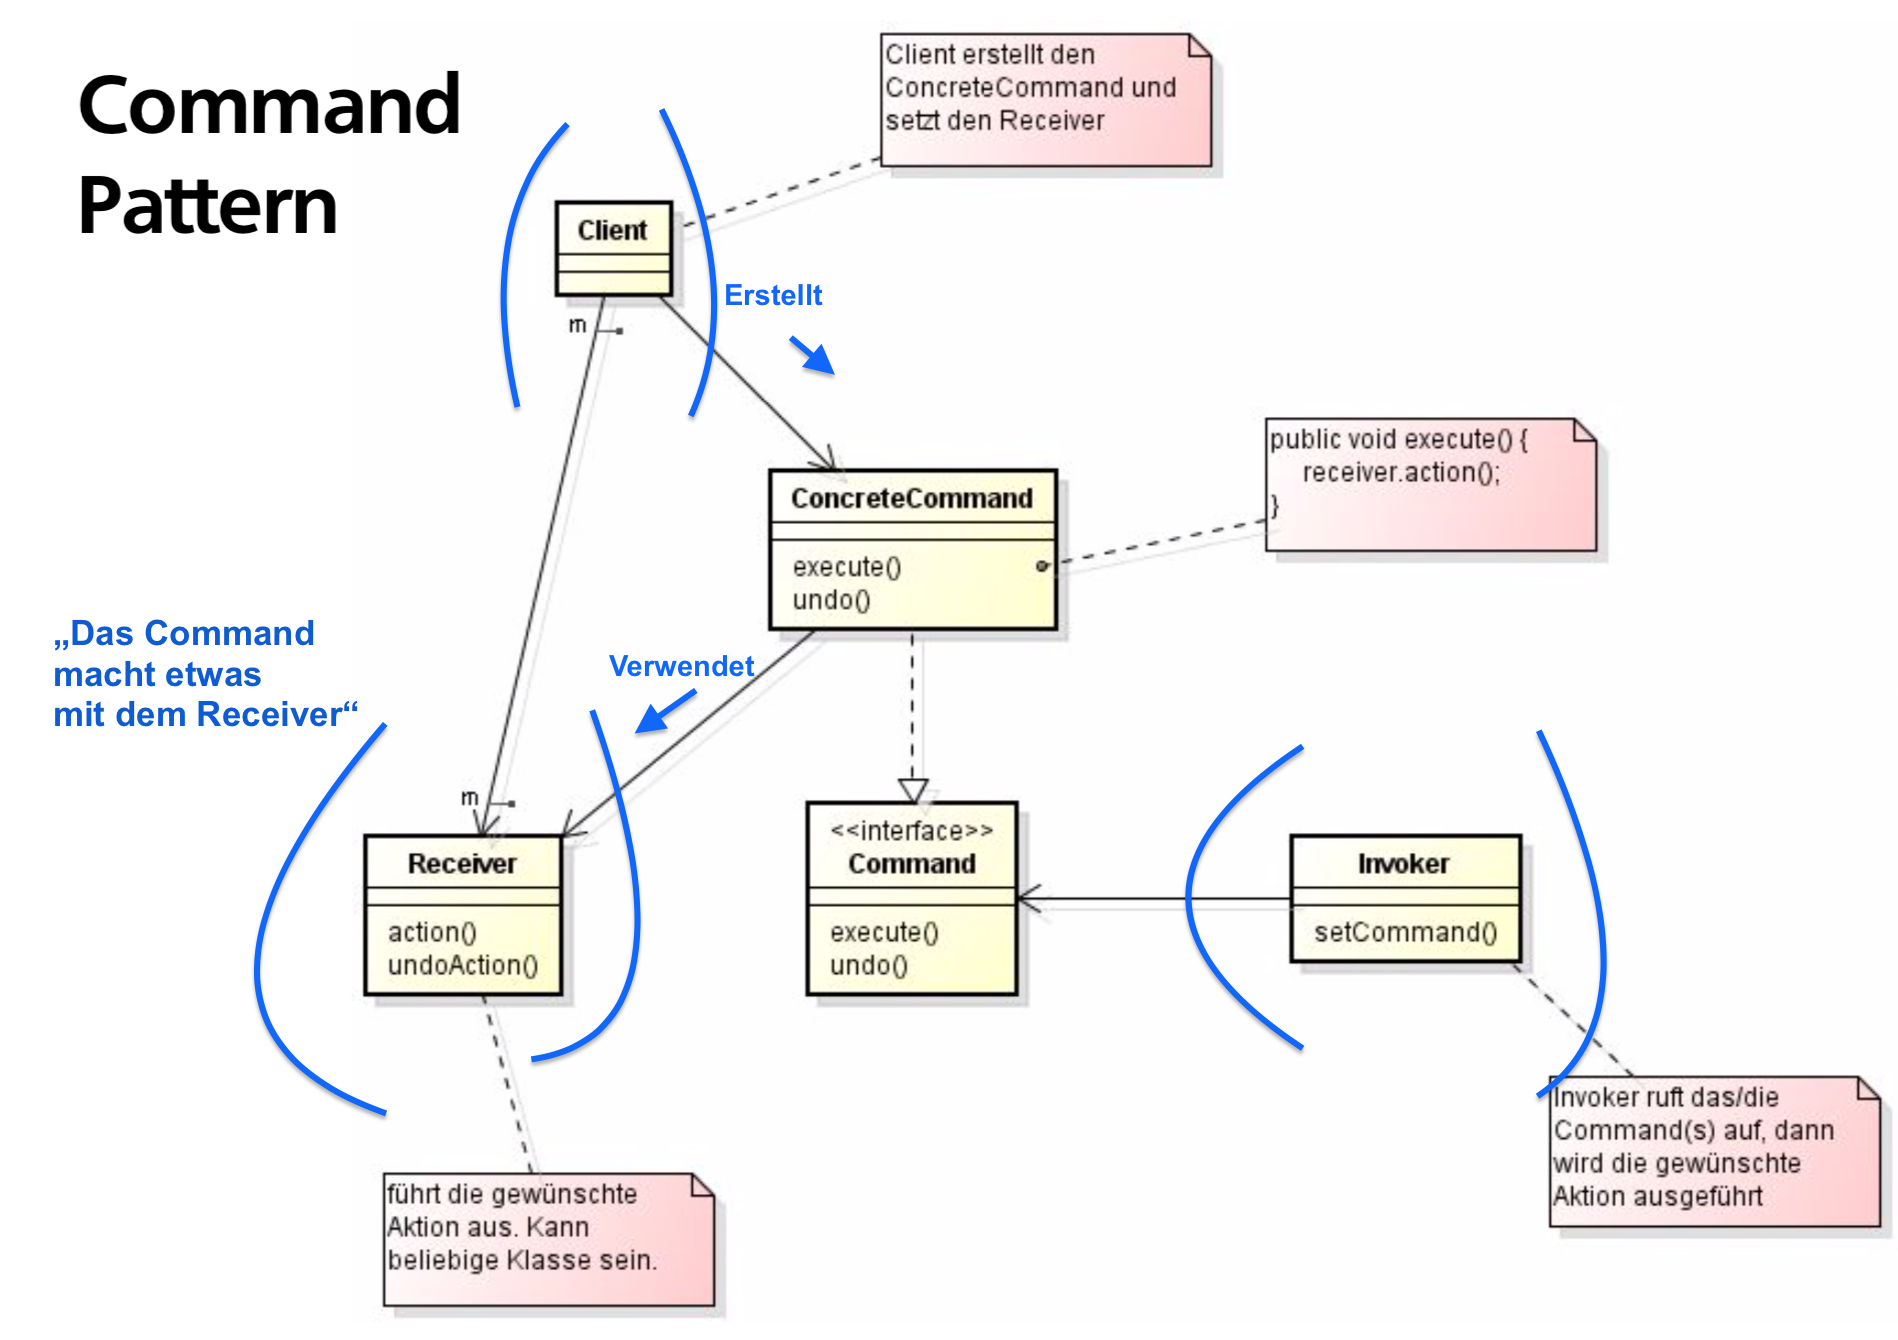 Command
Pattern
Client erstellt den
ConcreteCommand und
setzt den Receiver
Client
Erstellt
m
public void execute() {
receiver.action();
}
ConcreteCommand
execute()
undo()
„Das Command
macht etwas
mit dem Receiver“
Verwendet
m
Receiver
action()
undoAction()
<<interface>>
Command
execute()
undo()
Invoker
setCommand()
Invoker ruft das/die
Command(s) auf, dann
wird die gewünschte
Aktion ausgeführt
führt die gewünschte
Aktion aus. Kann
beliebige Klasse sein.